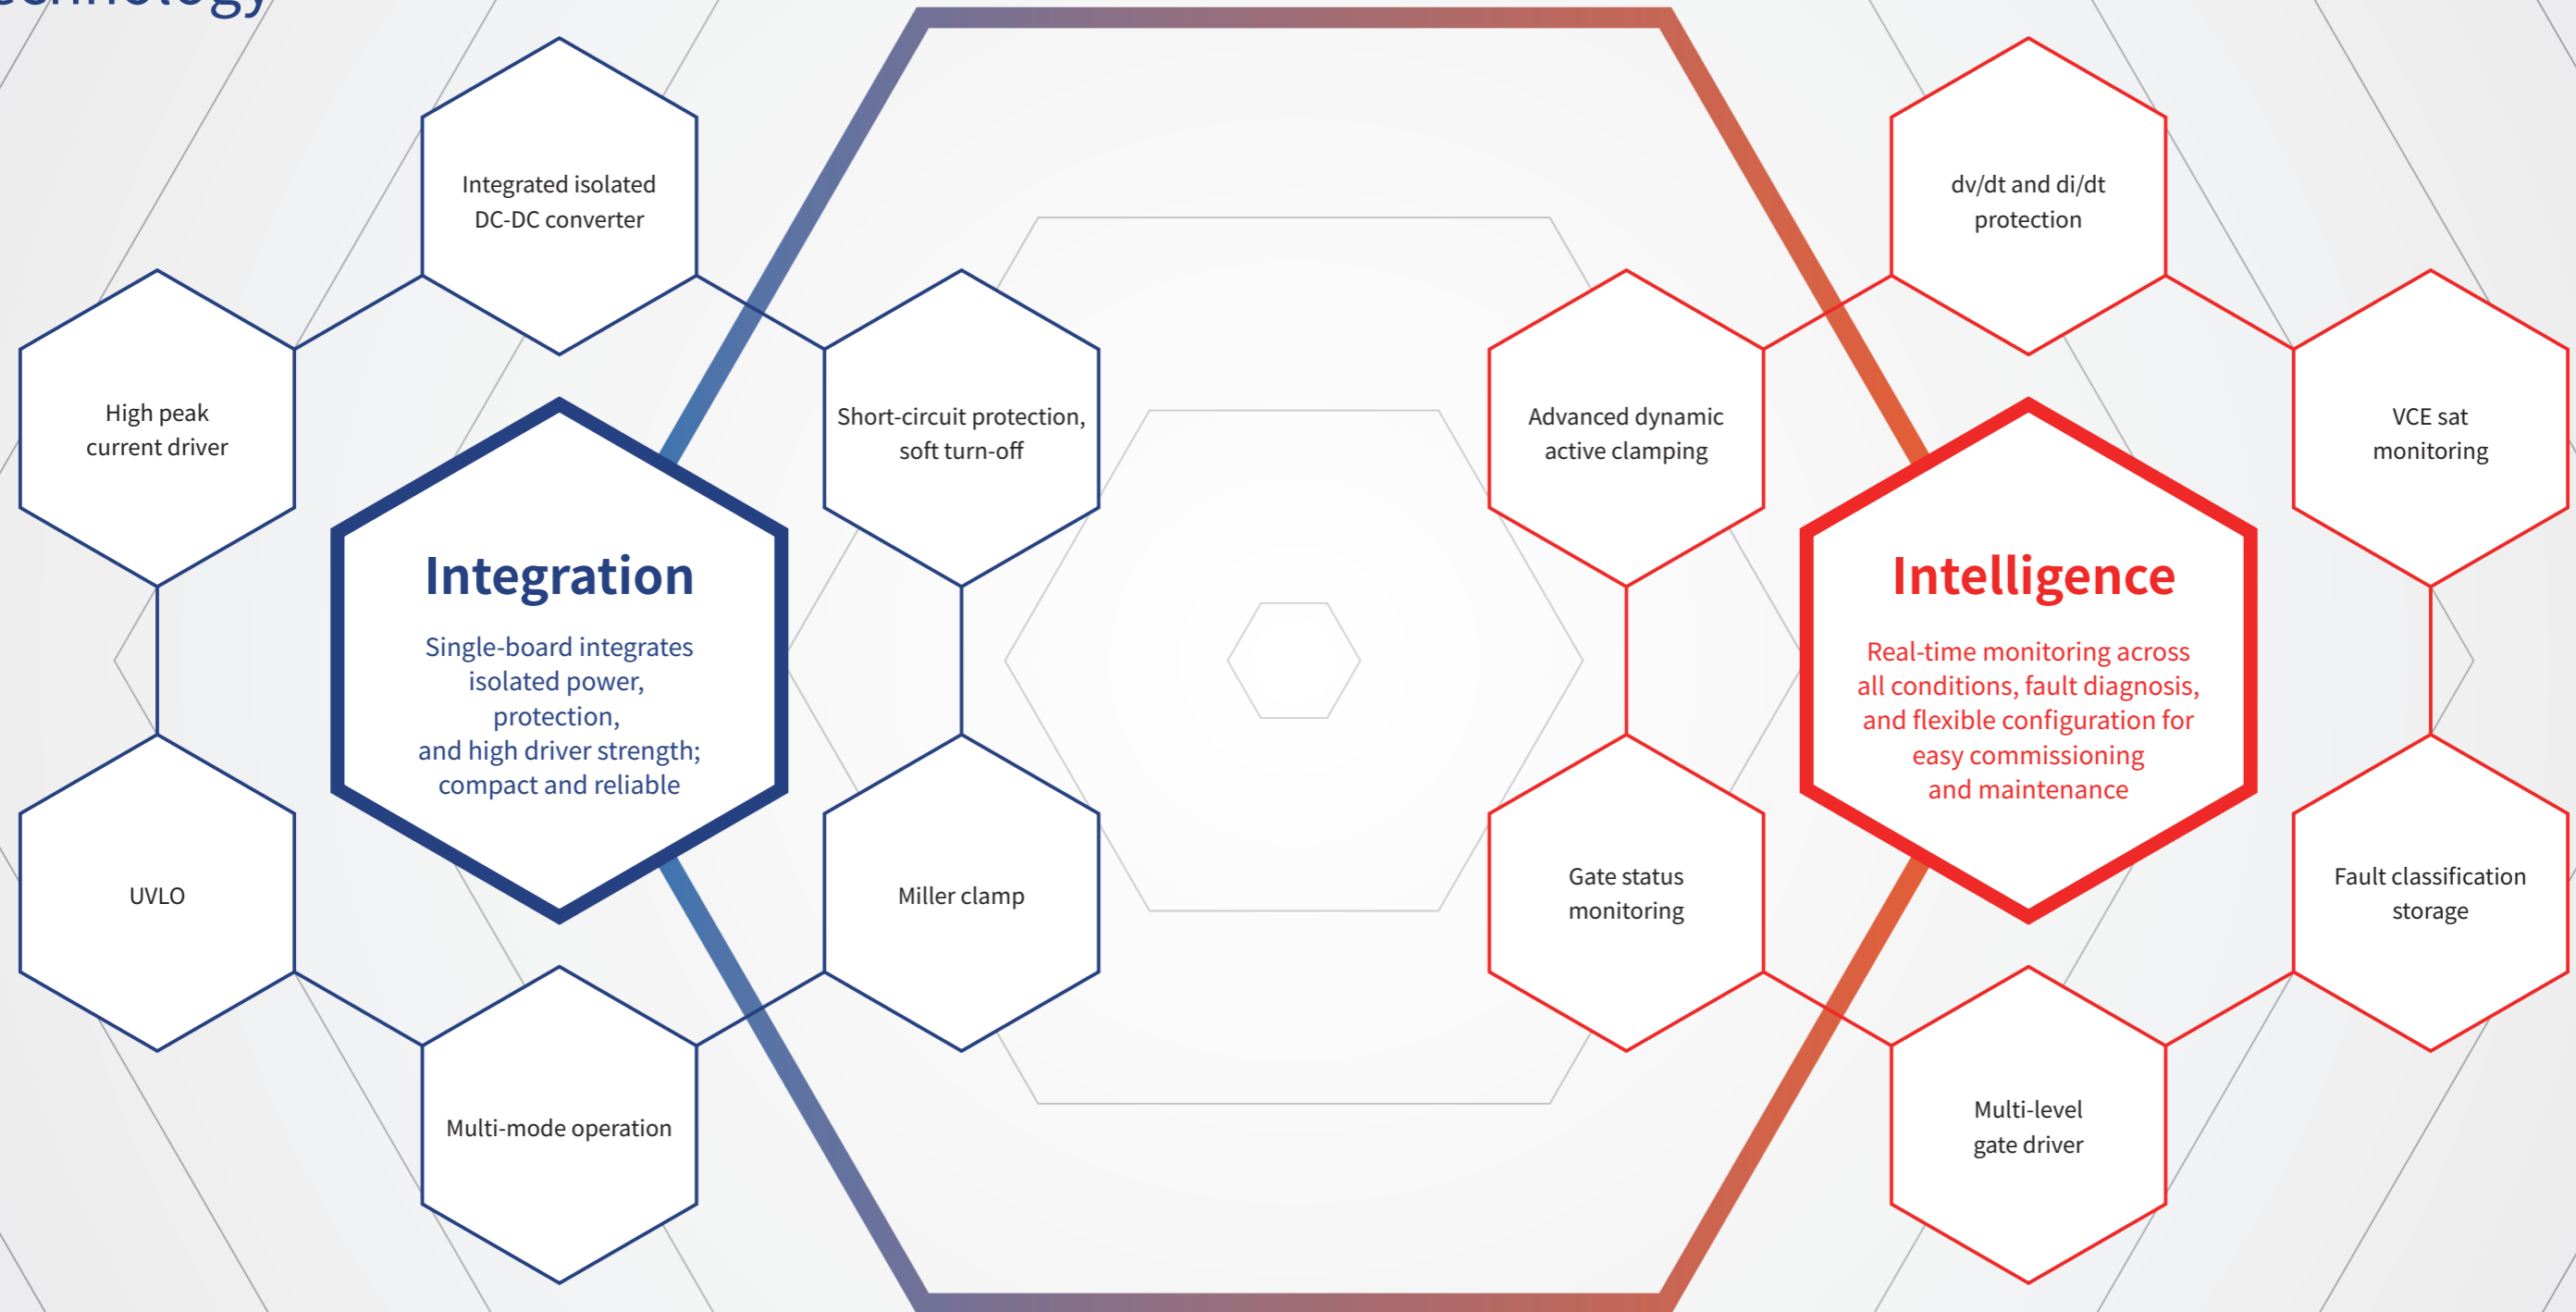 Integrated isolated
DC-DC converter
High peak
current driver
Short-circuit protection,
soft turn-off
Integration
Single-board integrates
isolated power,
protection,
and high driver strength;
compact and reliable
UVLO
Miller clamp
Multi-mode operation
dv/dt and di/dt
protection
Advanced dynamic
active clamping
VCE sat
monitoring
Intelligence
Real-time monitoring across
all conditions, fault diagnosis,
and flexible configuration for
easy commissioning
and maintenance
Gate status
monitoring
Fault classification
storage
Multi-level
gate driver